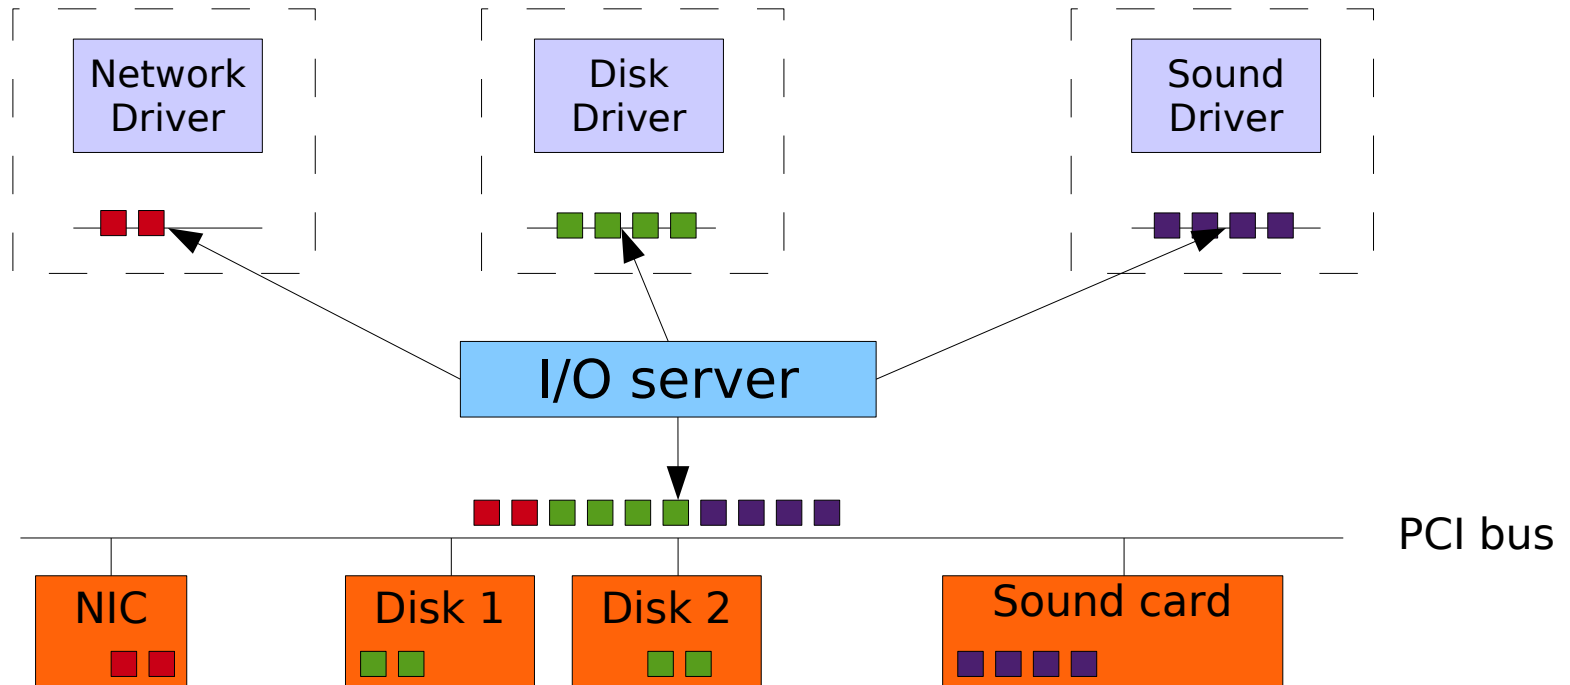 Network
Driver
Disk
Driver
Sound
Driver
I/O server
PCI bus
NIC
Disk 1
Disk 2
Sound card